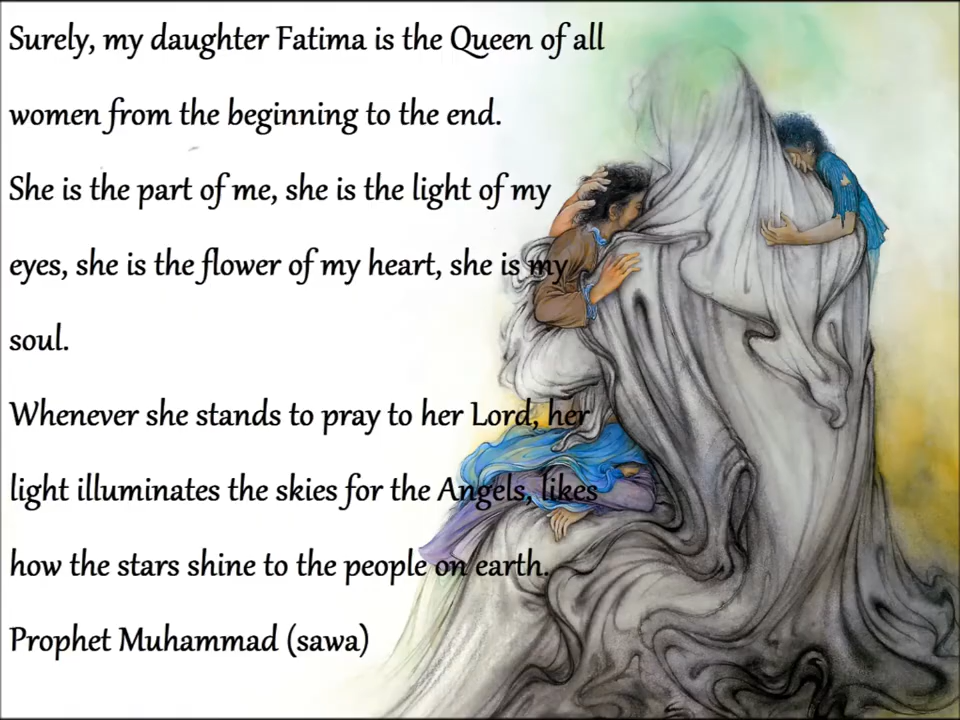 Surely, my daughter Fatima is the Queen of all
women from the beginning to the end.
She is the part of me, she is the light of my
eyes, she is the flower of my heart, she is my
soul.
Whenever she stands to pray to her Lord, her
light illuminates the skies for the Angels, likes
how the stars shine to the people on earth.
Prophet Muhammad (sawa)